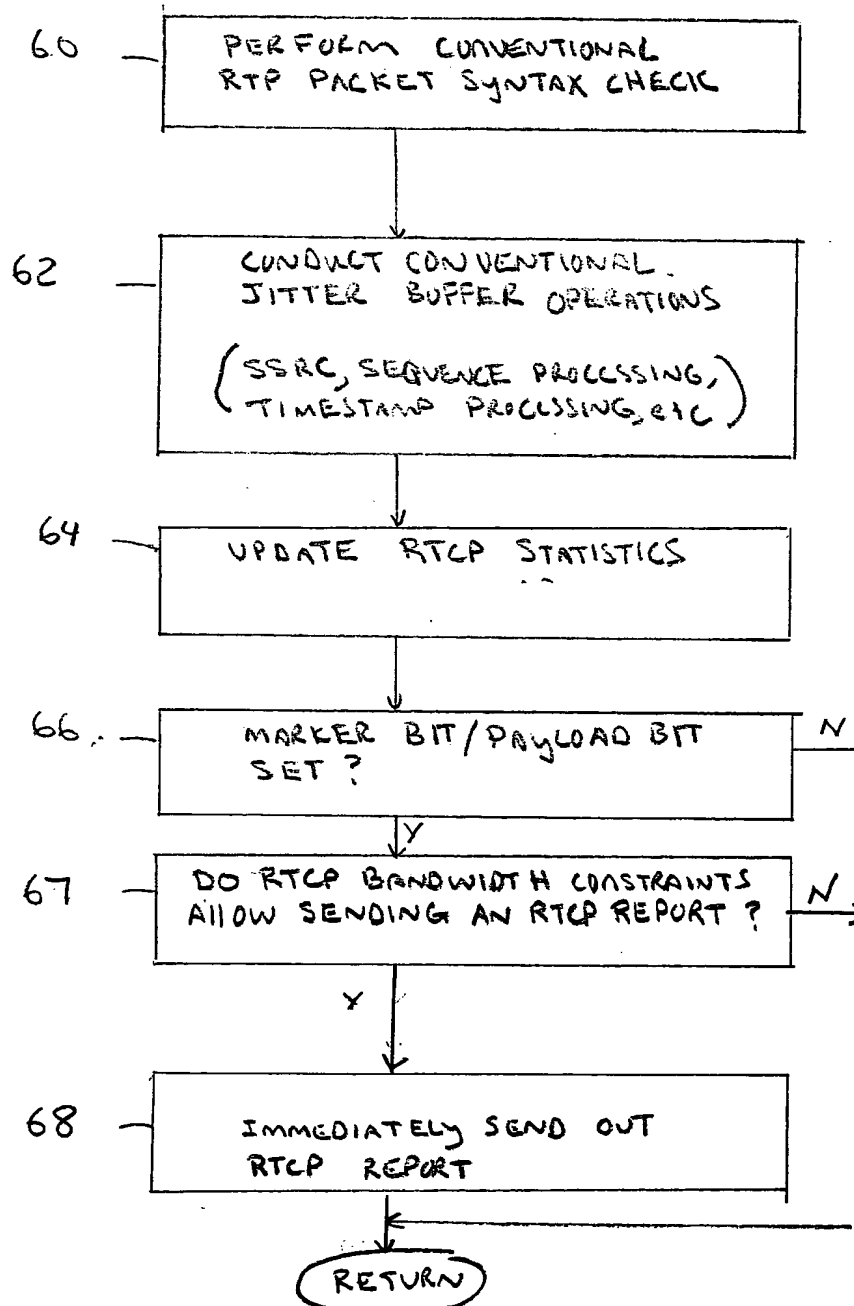 60
PERFORM CONVENTIONAL
RTP PACKET SYNTAX CHECK
62
CONDUCT CONVENTIONAL
JITTER BUFFER OPERATIONS
(SSRC, SEQUENCE PROCESSING,
TIMESTAMP PROCESSING, etc)
64
UPDATE RTCP STATISTICS
66
MARKER BIT/PAYLOAD BIT
SET?
N
Y
67
DO RTCP BANDWIDTH CONSTRAINTS
ALLOW SENDING AN RTCP REPORT?
N
Y
68
IMMEDIATELY SEND OUT
RTCP REPORT
RETURN